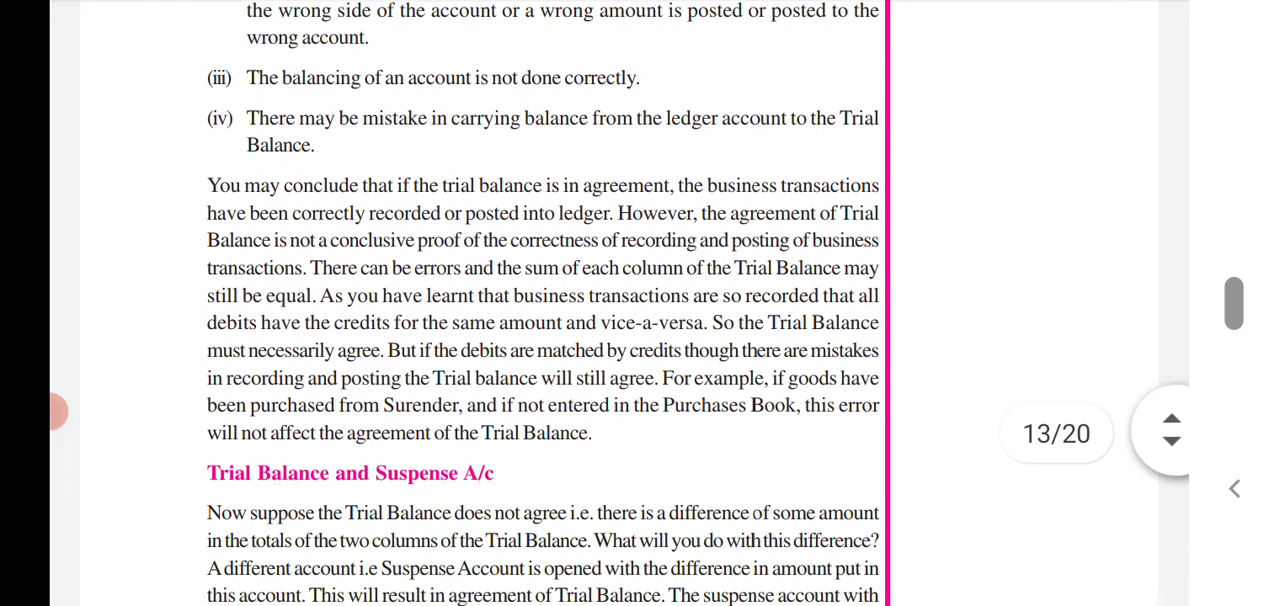 the wrong side of the account or a wrong amount is posted or posted to the
wrong account.
(iii) The balancing of an account is not done correctly.
(iv) There may be mistake in carrying balance from the ledger account to the Trial
Balance.
You may conclude that if the trial balance is in agreement, the business transactions
have been correctly recorded or posted into ledger. However, the agreement of Trial
Balance is not a conclusive proof of the correctness of recording and posting of business
transactions. There can be errors and the sum of each column of the Trial Balance may
still be equal. As you have learnt that business transactions are so recorded that all
debits have the credits for the same amount and vice-a-versa. So the Trial Balance
must necessarily agree. But if the debits are matched by credits though there are mistakes
in recording and posting the Trial balance will still agree. For example, if goods have
been purchased from Surender, and if not entered in the Purchases Book, this error
will not affect the agreement of the Trial Balance.
13/20
Trial Balance and Suspense A/c
Now suppose the Trial Balance does not agree i.e. there is a difference of some amount
in the totals of the two columns of the Trial Balance. What will you do with this difference?
A different account i.e Suspense Account is opened with the difference in amount put in
this account. This will result in agreement of Trial Balance. The suspense account with